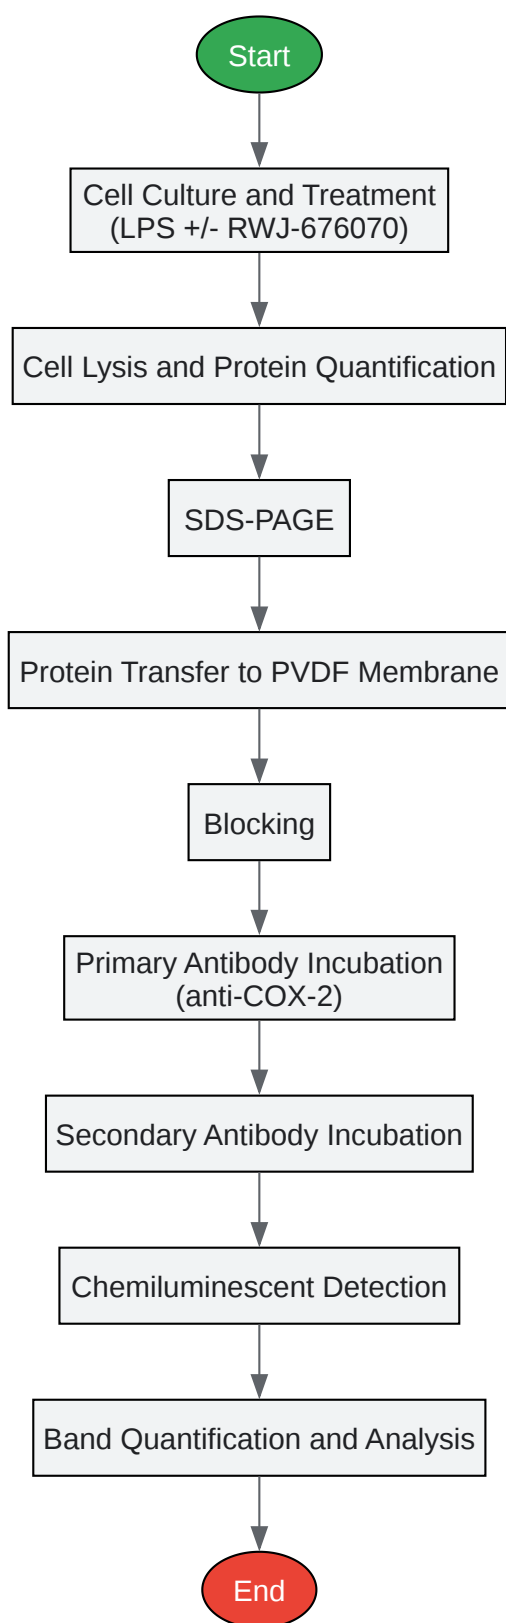 Start
Cell Culture and Treatment
(LPS +/- RWJ-676070)
Cell Lysis and Protein Quantification
SDS-PAGE
Protein Transfer to PVDF Membrane
Blocking
Primary Antibody Incubation
(anti-COX-2)
Secondary Antibody Incubation
Chemiluminescent Detection
Band Quantification and Analysis
End